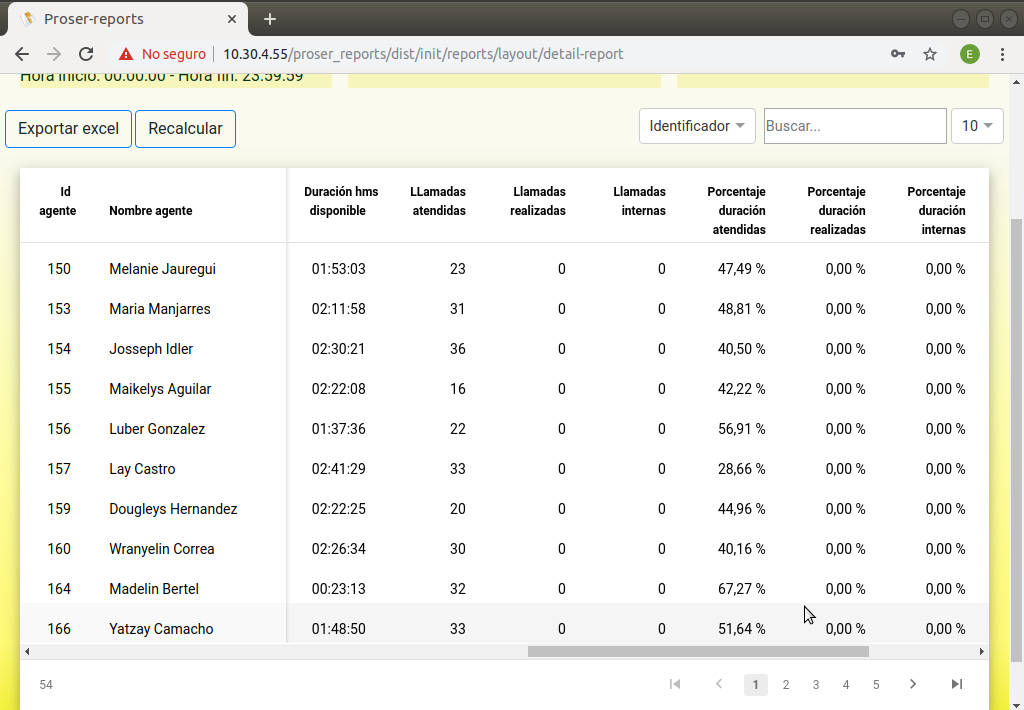 Proser-reports
No seguro 10.30.4.55/proser_reports/dist/init/reports/layout/detail-report
E
Hora inicio: 00:00:00 - Hora fin: 23:59:59
Exportar excel Recalcular Identificador Buscar... 10
Id agente Nombre agente Duración hms disponible LLamadas atendidas Llamadas realizadas Llamadas internas Porcentaje duración atendidas Porcentaje duración realizadas Porcentaje duración internas
150 Melanie Jauregui 01:53:03 23 0 0 47,49 % 0,00 % 0,00 %
153 Maria Manjarres 02:11:58 31 0 0 48,81 % 0,00 % 0,00 %
154 Josseph Idler 02:30:21 36 0 0 40,50 % 0,00 % 0,00 %
155 Maikelys Aguilar 02:22:08 16 0 0 42,22 % 0,00 % 0,00 %
156 Luber Gonzalez 01:37:36 22 0 0 56,91 % 0,00 % 0,00 %
157 Lay Castro 02:41:29 33 0 0 28,66 % 0,00 % 0,00 %
159 Dougleys Hernandez 02:22:25 20 0 0 44,96 % 0,00 % 0,00 %
160 Wranyelin Correa 02:26:34 30 0 0 40,16 % 0,00 % 0,00 %
164 Madelin Bertel 00:23:13 32 0 0 67,27 % 0,00 % 0,00 %
166 Yatzay Camacho 01:48:50 33 0 0 51,64 % 0,00 % 0,00 %
54 1 2 3 4 5